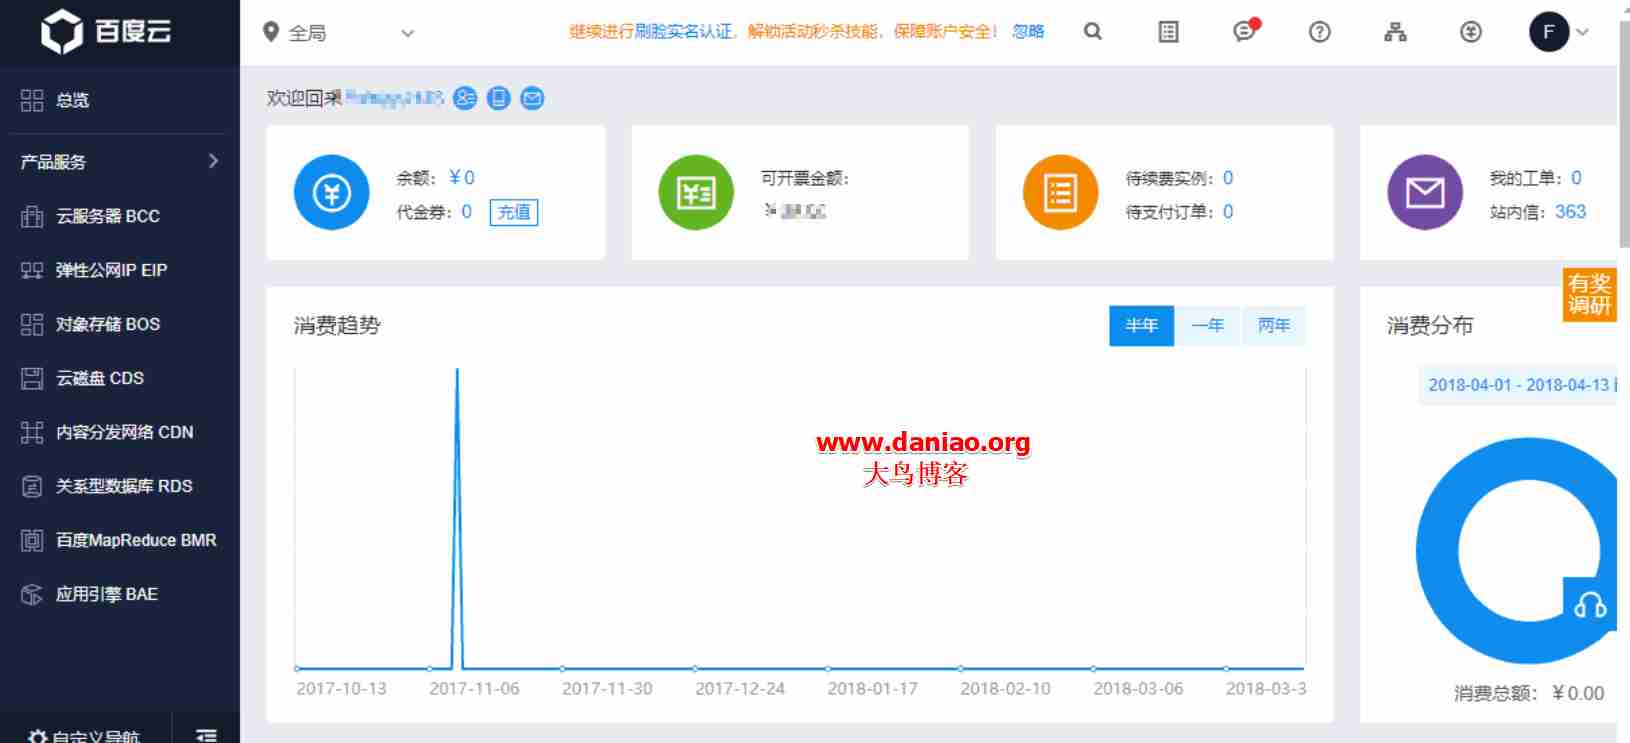 百度云
全局
继续进行刷脸实名认证，解锁活动秒杀技能，保障账户安全！ 忽略
F
总览
产品服务
云服务器 BCC
弹性公网IP EIP
对象存储 BOS
云磁盘 CDS
内容分发网络 CDN
关系型数据库 RDS
百度MapReduce BMR
应用引擎 BAE
自定义导航
欢迎回来
余额： ¥0
代金券： 0 充值
可开票金额：
¥
待续费实例： 0
待支付订单： 0
我的工单： 0
站内信： 363
有奖
调研
消费趋势
半年 一年 两年
www.daniao.org
大鸟博客
2017-10-13 2017-11-06 2017-11-30 2017-12-24 2018-01-17 2018-02-10 2018-03-06 2018-03-3
消费分布
2018-04-01 - 2018-04-13
消费总额： ¥0.00